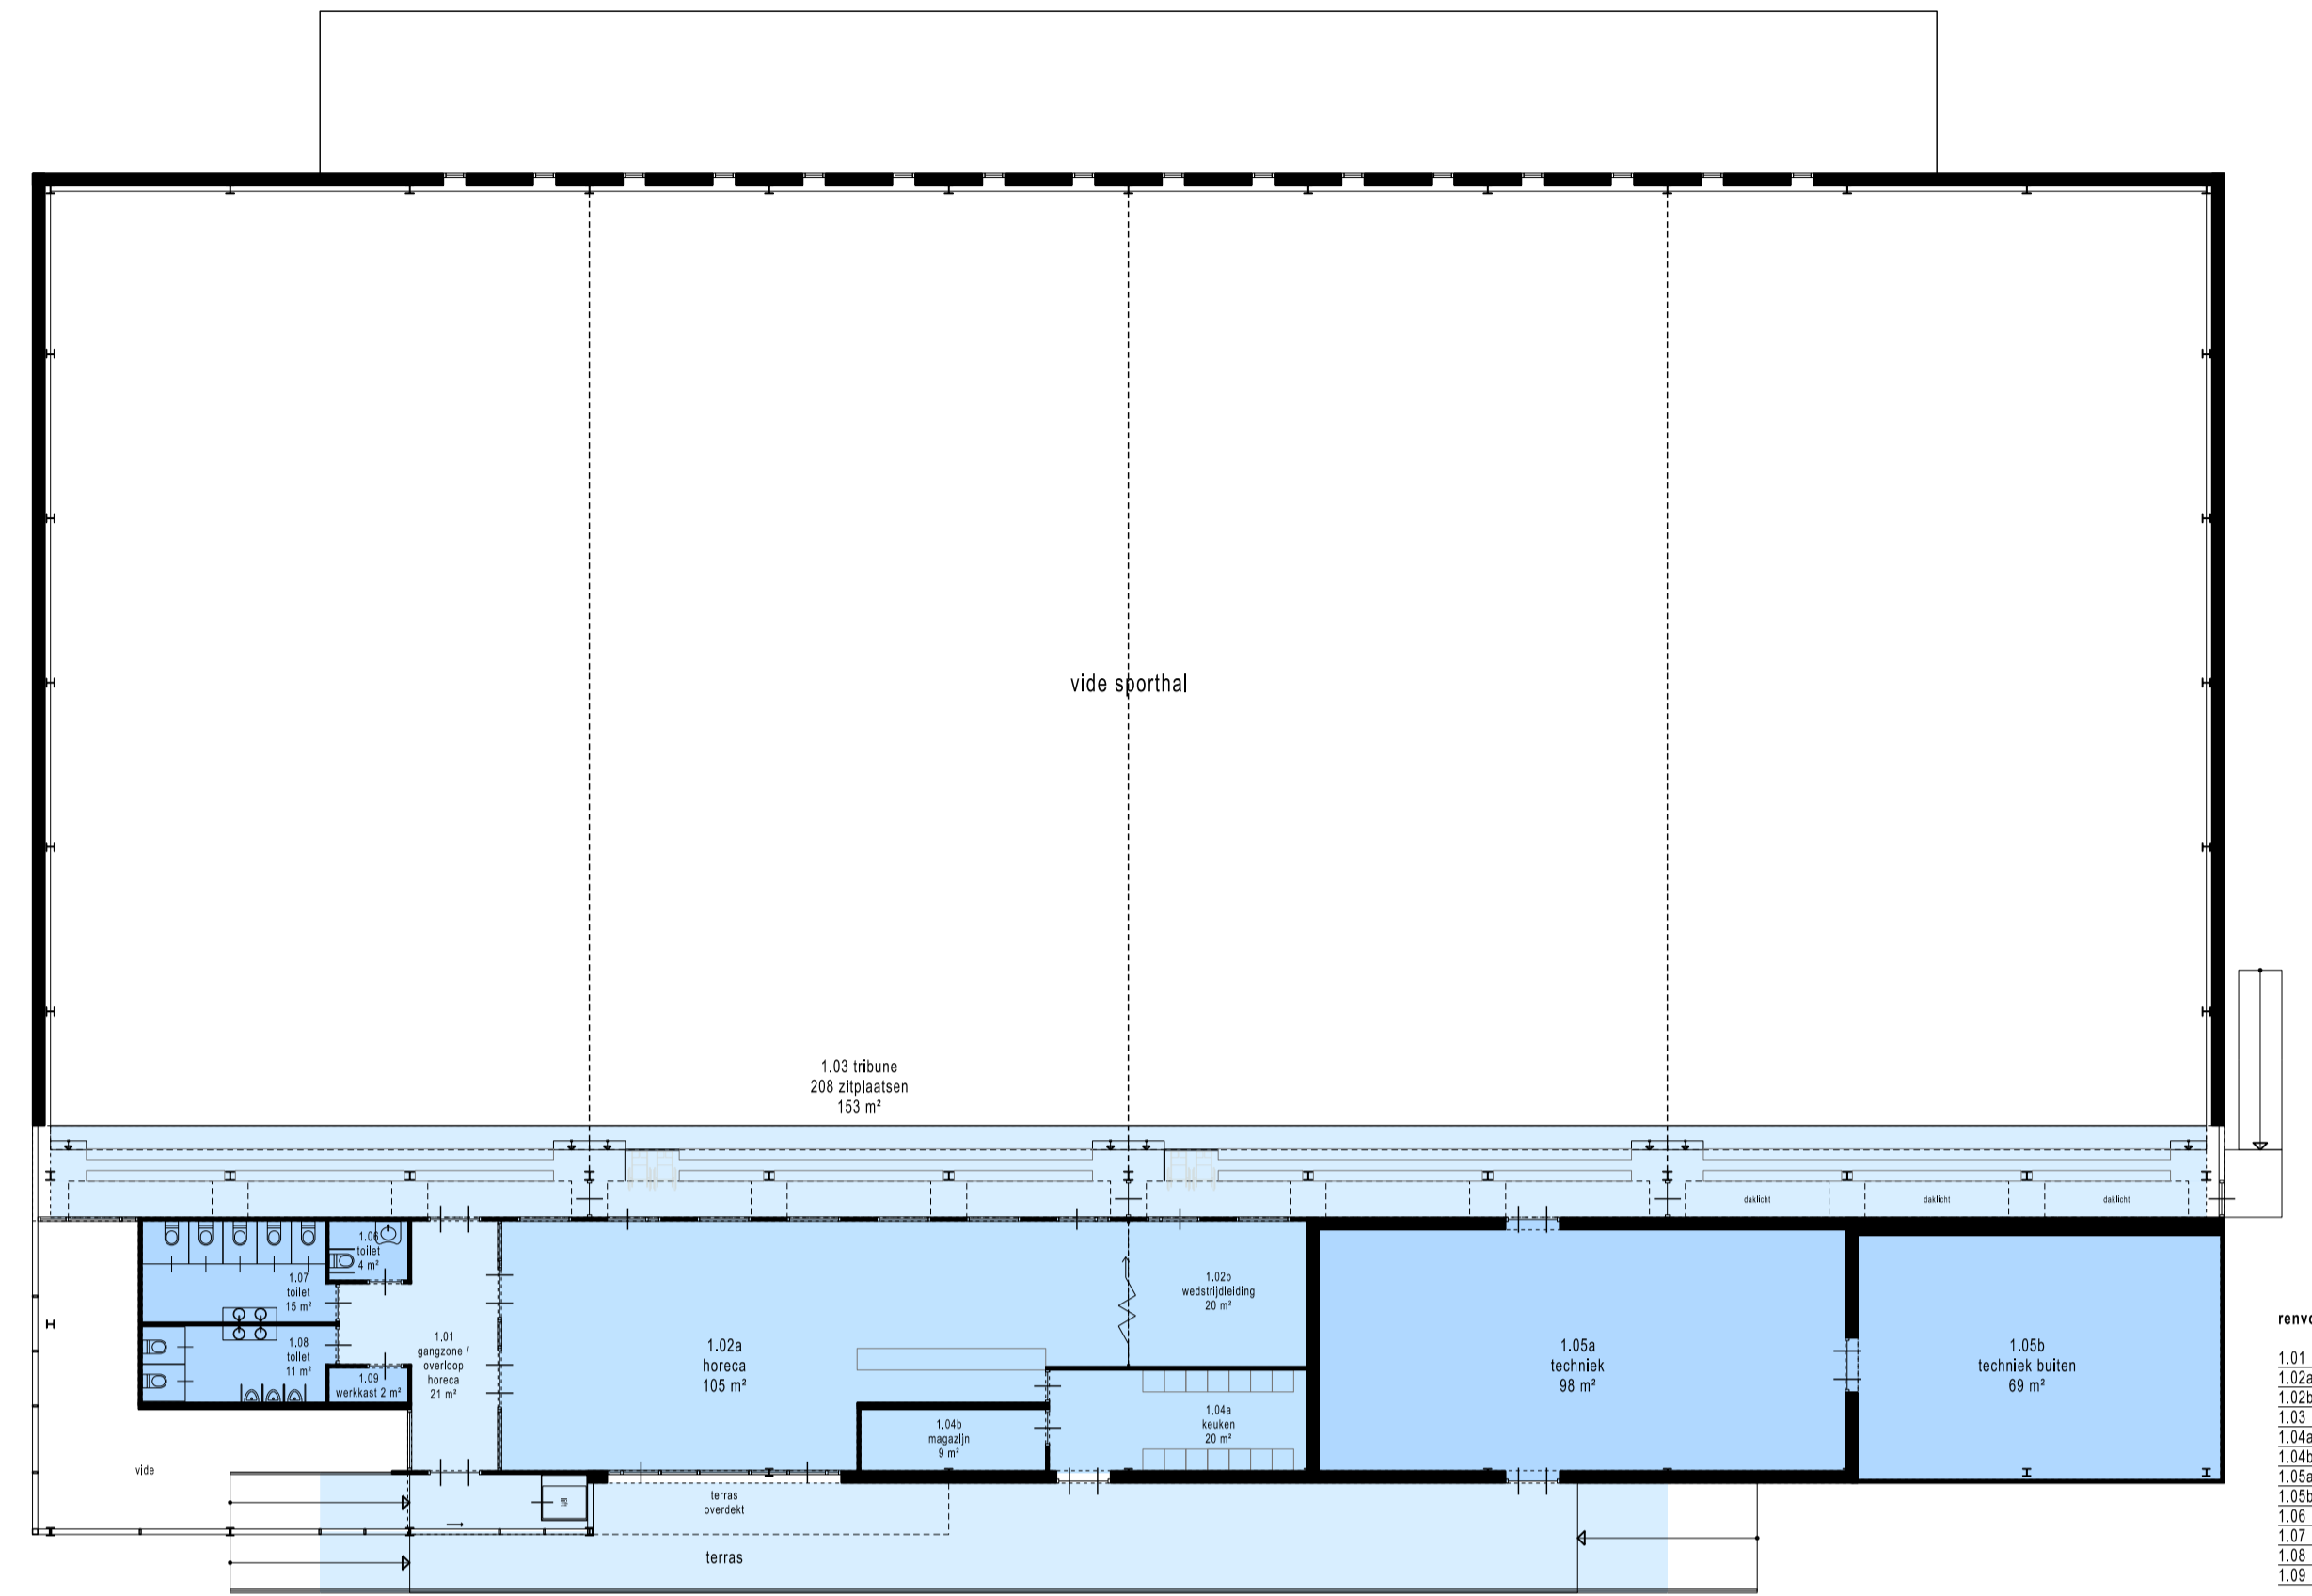 vide sporthal
1.03 tribune
208 zitplaatsen
153 m²
daklicht
daklicht
daklicht
1.06
toilet
4 m²
1.07
toilet
15 m²
1.08
toilet
11 m²
1.09
werkkast 2 m²
1.01
gangzone /
overloop
horeca
21 m²
1.02a
horeca
105 m²
1.02b
wedstrijdleiding
20 m²
1.04a
keuken
20 m²
1.04b
magazijn
9 m²
1.05a
techniek
98 m²
1.05b
techniek buiten
69 m²
vide
lift
terras
overdekt
terras
renvo
1.01
1.02a
1.02b
1.03
1.04a
1.04b
1.05a
1.05b
1.06
1.07
1.08
1.09